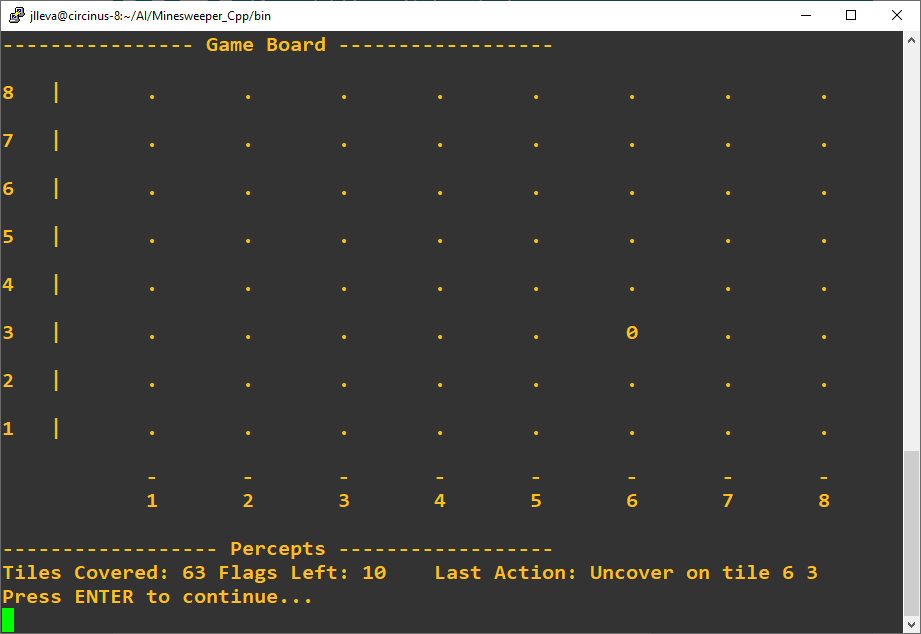 jlleva@circinus-8:~/AI/Minesweeper_Cpp/bin
---------------- Game Board ------------------
8 | . . . . . . . .
7 | . . . . . . . .
6 | . . . . . . . .
5 | . . . . . . . .
4 | . . . . . . . .
3 | . . . . . 0 . .
2 | . . . . . . . .
1 | . . . . . . . .
- - - - - - - -
1 2 3 4 5 6 7 8
------------------ Percepts ------------------
Tiles Covered: 63 Flags Left: 10 Last Action: Uncover on tile 6 3
Press ENTER to continue...